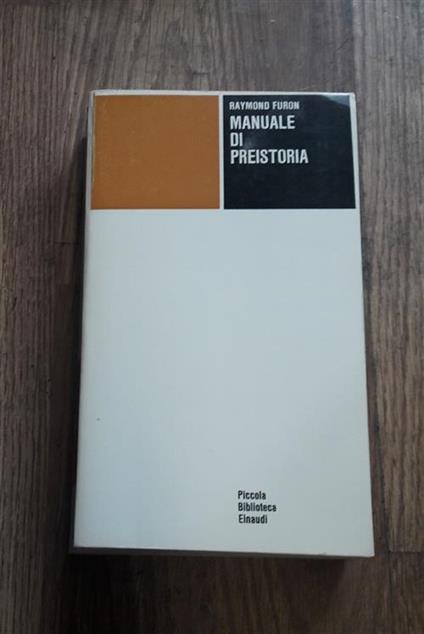 RAYMOND FURON
MANUALE
DI
PREISTORIA
Piccola
Biblioteca
Einaudi